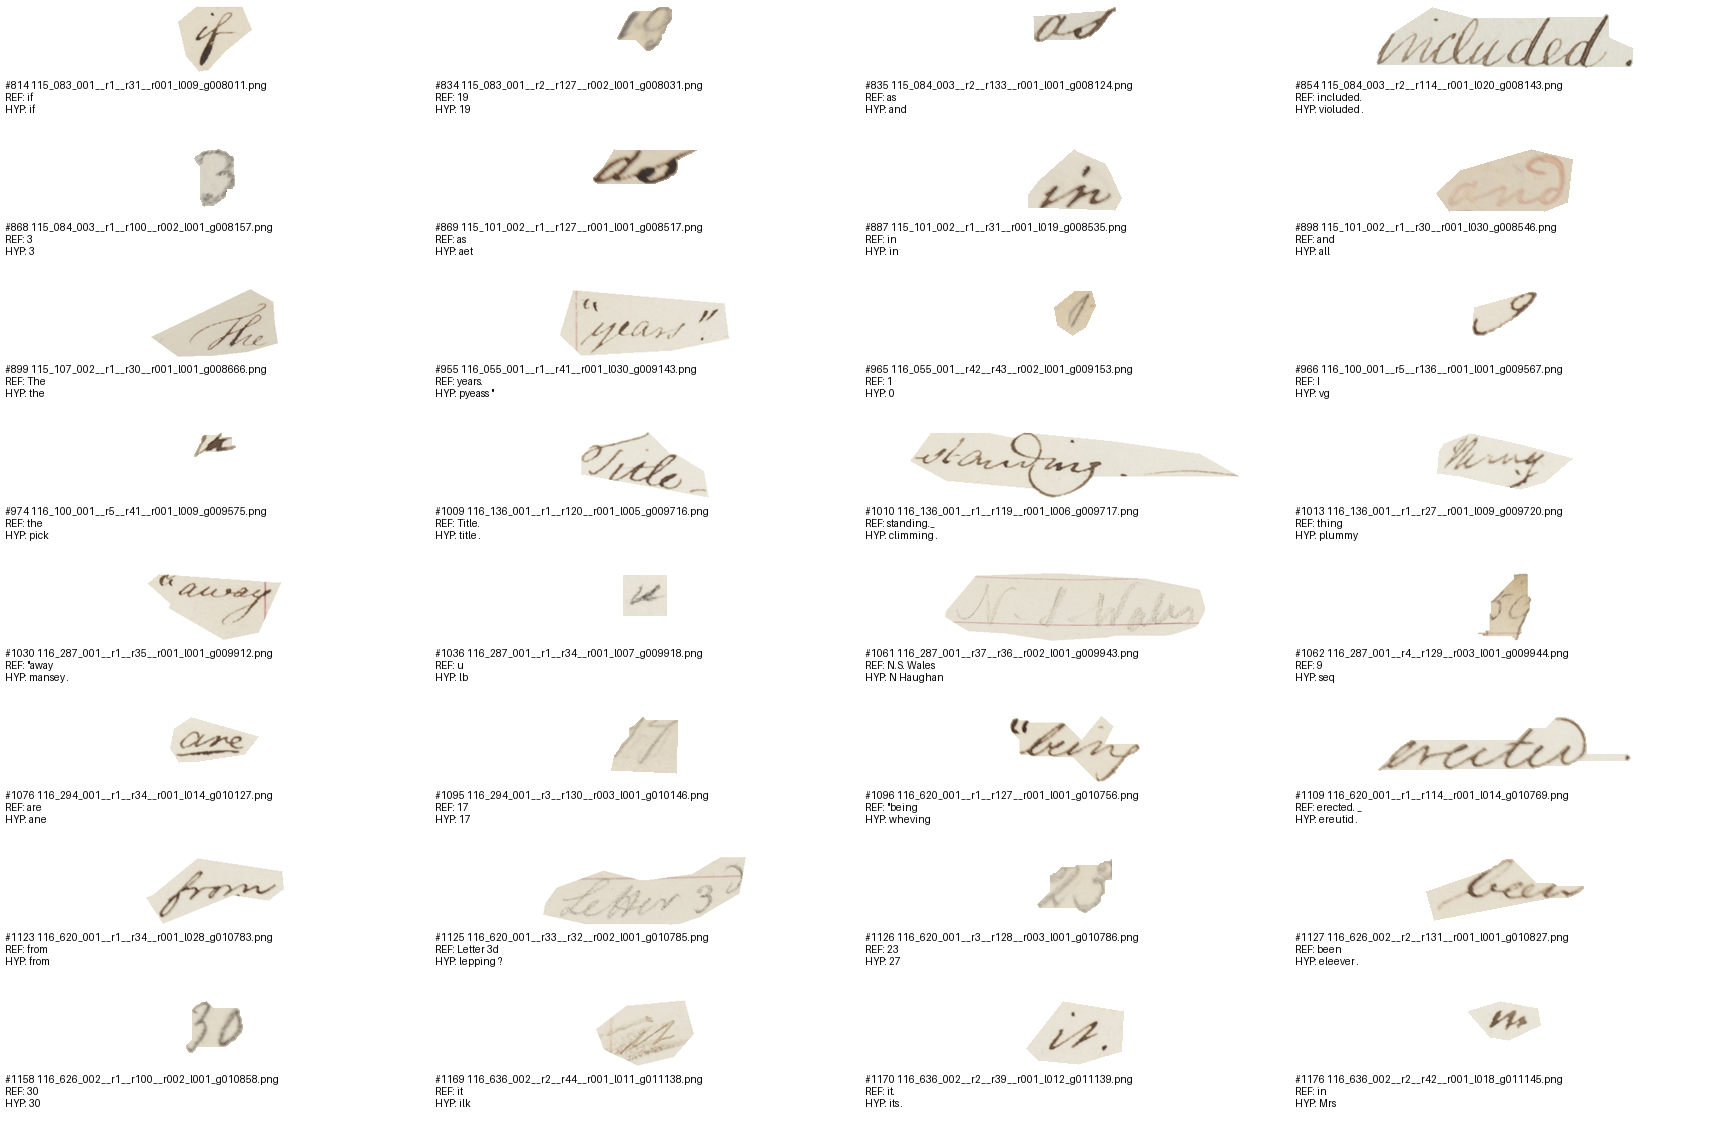 if 19 as included.
#814 115_083_001__r1__r31__r001_l009_g008011.png #834 115_083_001__r2__r127__r002_l001_g008031.png #835 115_084_003__r2__r133__r001_l001_g008124.png #854 115_084_003__r2__r114__r001_l020_g008143.png
REF: if REF: 19 REF: as REF: included.
HYP: if HYP: 19 HYP: and HYP: violuded .
3 as in and
#868 115_084_003__r1__r100__r002_l001_g008157.png #869 115_101_002__r1__r127__r001_l001_g008517.png #887 115_101_002__r1__r31__r001_l019_g008535.png #898 115_101_002__r1__r30__r001_l030_g008546.png
REF: 3 REF: as REF: in REF: and
HYP: 3 HYP: aet HYP: in HYP: all
The "years".
#899 115_107_002__r1__r30__r001_l001_g008666.png #955 116_055_001__r1__r41__r001_l030_g009143.png #965 116_055_001__r42__r43__r002_l001_g009153.png #966 116_100_001__r5__r136__r001_l001_g009567.png
REF: The REF: years. REF: 1 REF: I
HYP: the HYP: pyeass " HYP: 0 HYP: vg
Title - standing. _
#974 116_100_001__r5__r41__r001_l009_g009575.png #1009 116_136_001__r1__r120__r001_l005_g009716.png #1010 116_136_001__r1__r119__r001_l006_g009717.png #1013 116_136_001__r1__r27__r001_l009_g009720.png
REF: the REF: Title. REF: standing._ REF: thing
HYP: pick HYP: title . HYP: climming . HYP: plummy
"away u N. S. Wales 59
#1030 116_287_001__r1__r35__r001_l001_g009912.png #1036 116_287_001__r1__r34__r001_l007_g009918.png #1061 116_287_001__r37__r36__r002_l001_g009943.png #1062 116_287_001__r4__r129__r003_l001_g009944.png
REF: "away REF: u REF: N.S. Wales REF: 9
HYP: mansey . HYP: lb HYP: N Haughan HYP: seq
are 17 "being erected .
#1076 116_294_001__r1__r34__r001_l014_g010127.png #1095 116_294_001__r3__r130__r003_l001_g010146.png #1096 116_620_001__r1__r127__r001_l001_g010756.png #1109 116_620_001__r1__r114__r001_l014_g010769.png
REF: are REF: 17 REF: "being REF: erected. _
HYP: ane HYP: 17 HYP: wheving HYP: ereutid .
from Letter 3d 23 been
#1123 116_620_001__r1__r34__r001_l028_g010783.png #1125 116_620_001__r33__r32__r002_l001_g010785.png #1126 116_620_001__r3__r128__r003_l001_g010786.png #1127 116_626_002__r2__r131__r001_l001_g010827.png
REF: from REF: Letter 3d REF: 23 REF: been
HYP: from HYP: lepping ? HYP: 27 HYP: eleever .
30 it it. in
#1158 116_626_002__r1__r100__r002_l001_g010858.png #1169 116_636_002__r2__r44__r001_l011_g011138.png #1170 116_636_002__r2__r39__r001_l012_g011139.png #1176 116_636_002__r2__r42__r001_l018_g011145.png
REF: 30 REF: it REF: it. REF: in
HYP: 30 HYP: ilk HYP: its . HYP: Mrs